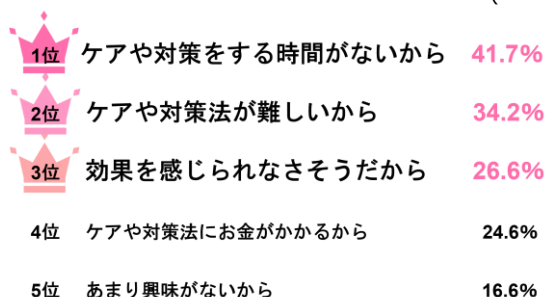 1位 ケアや対策をする時間がないから 41.7%
2位 ケアや対策法が難しいから 34.2%
3位 効果を感じられなさそうだから 26.6%
4位 ケアや対策法にお金がかかるから 24.6%
5位 あまり興味がないから 16.6%